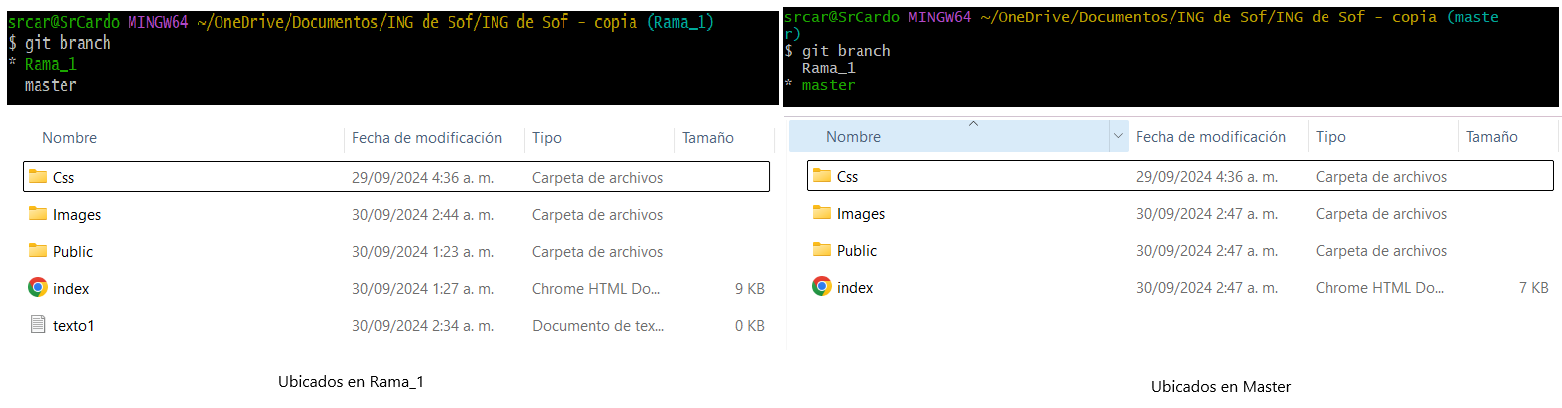 srcar@SrCardo MINGW64 ~/OneDrive/Documentos/ING de Sof/ING de Sof - copia (Rama_1)
$ git branch
* Rama_1
master
Nombre Fecha de modificación Tipo Tamaño
Css 29/09/2024 4:36 a. m. Carpeta de archivos
Images 30/09/2024 2:44 a. m. Carpeta de archivos
Public 30/09/2024 1:23 a. m. Carpeta de archivos
index 30/09/2024 1:27 a. m. Chrome HTML Do... 9 KB
texto1 30/09/2024 2:34 a. m. Documento de tex... 0 KB
Ubicados en Rama_1
srcar@SrCardo MINGW64 ~/OneDrive/Documentos/ING de Sof/ING de Sof - copia (maste
r)
$ git branch
Rama_1
* master
Nombre Fecha de modificación Tipo Tamaño
Css 29/09/2024 4:36 a. m. Carpeta de archivos
Images 30/09/2024 2:47 a. m. Carpeta de archivos
Public 30/09/2024 2:47 a. m. Carpeta de archivos
index 30/09/2024 2:47 a. m. Chrome HTML Do... 7 KB
Ubicados en Master